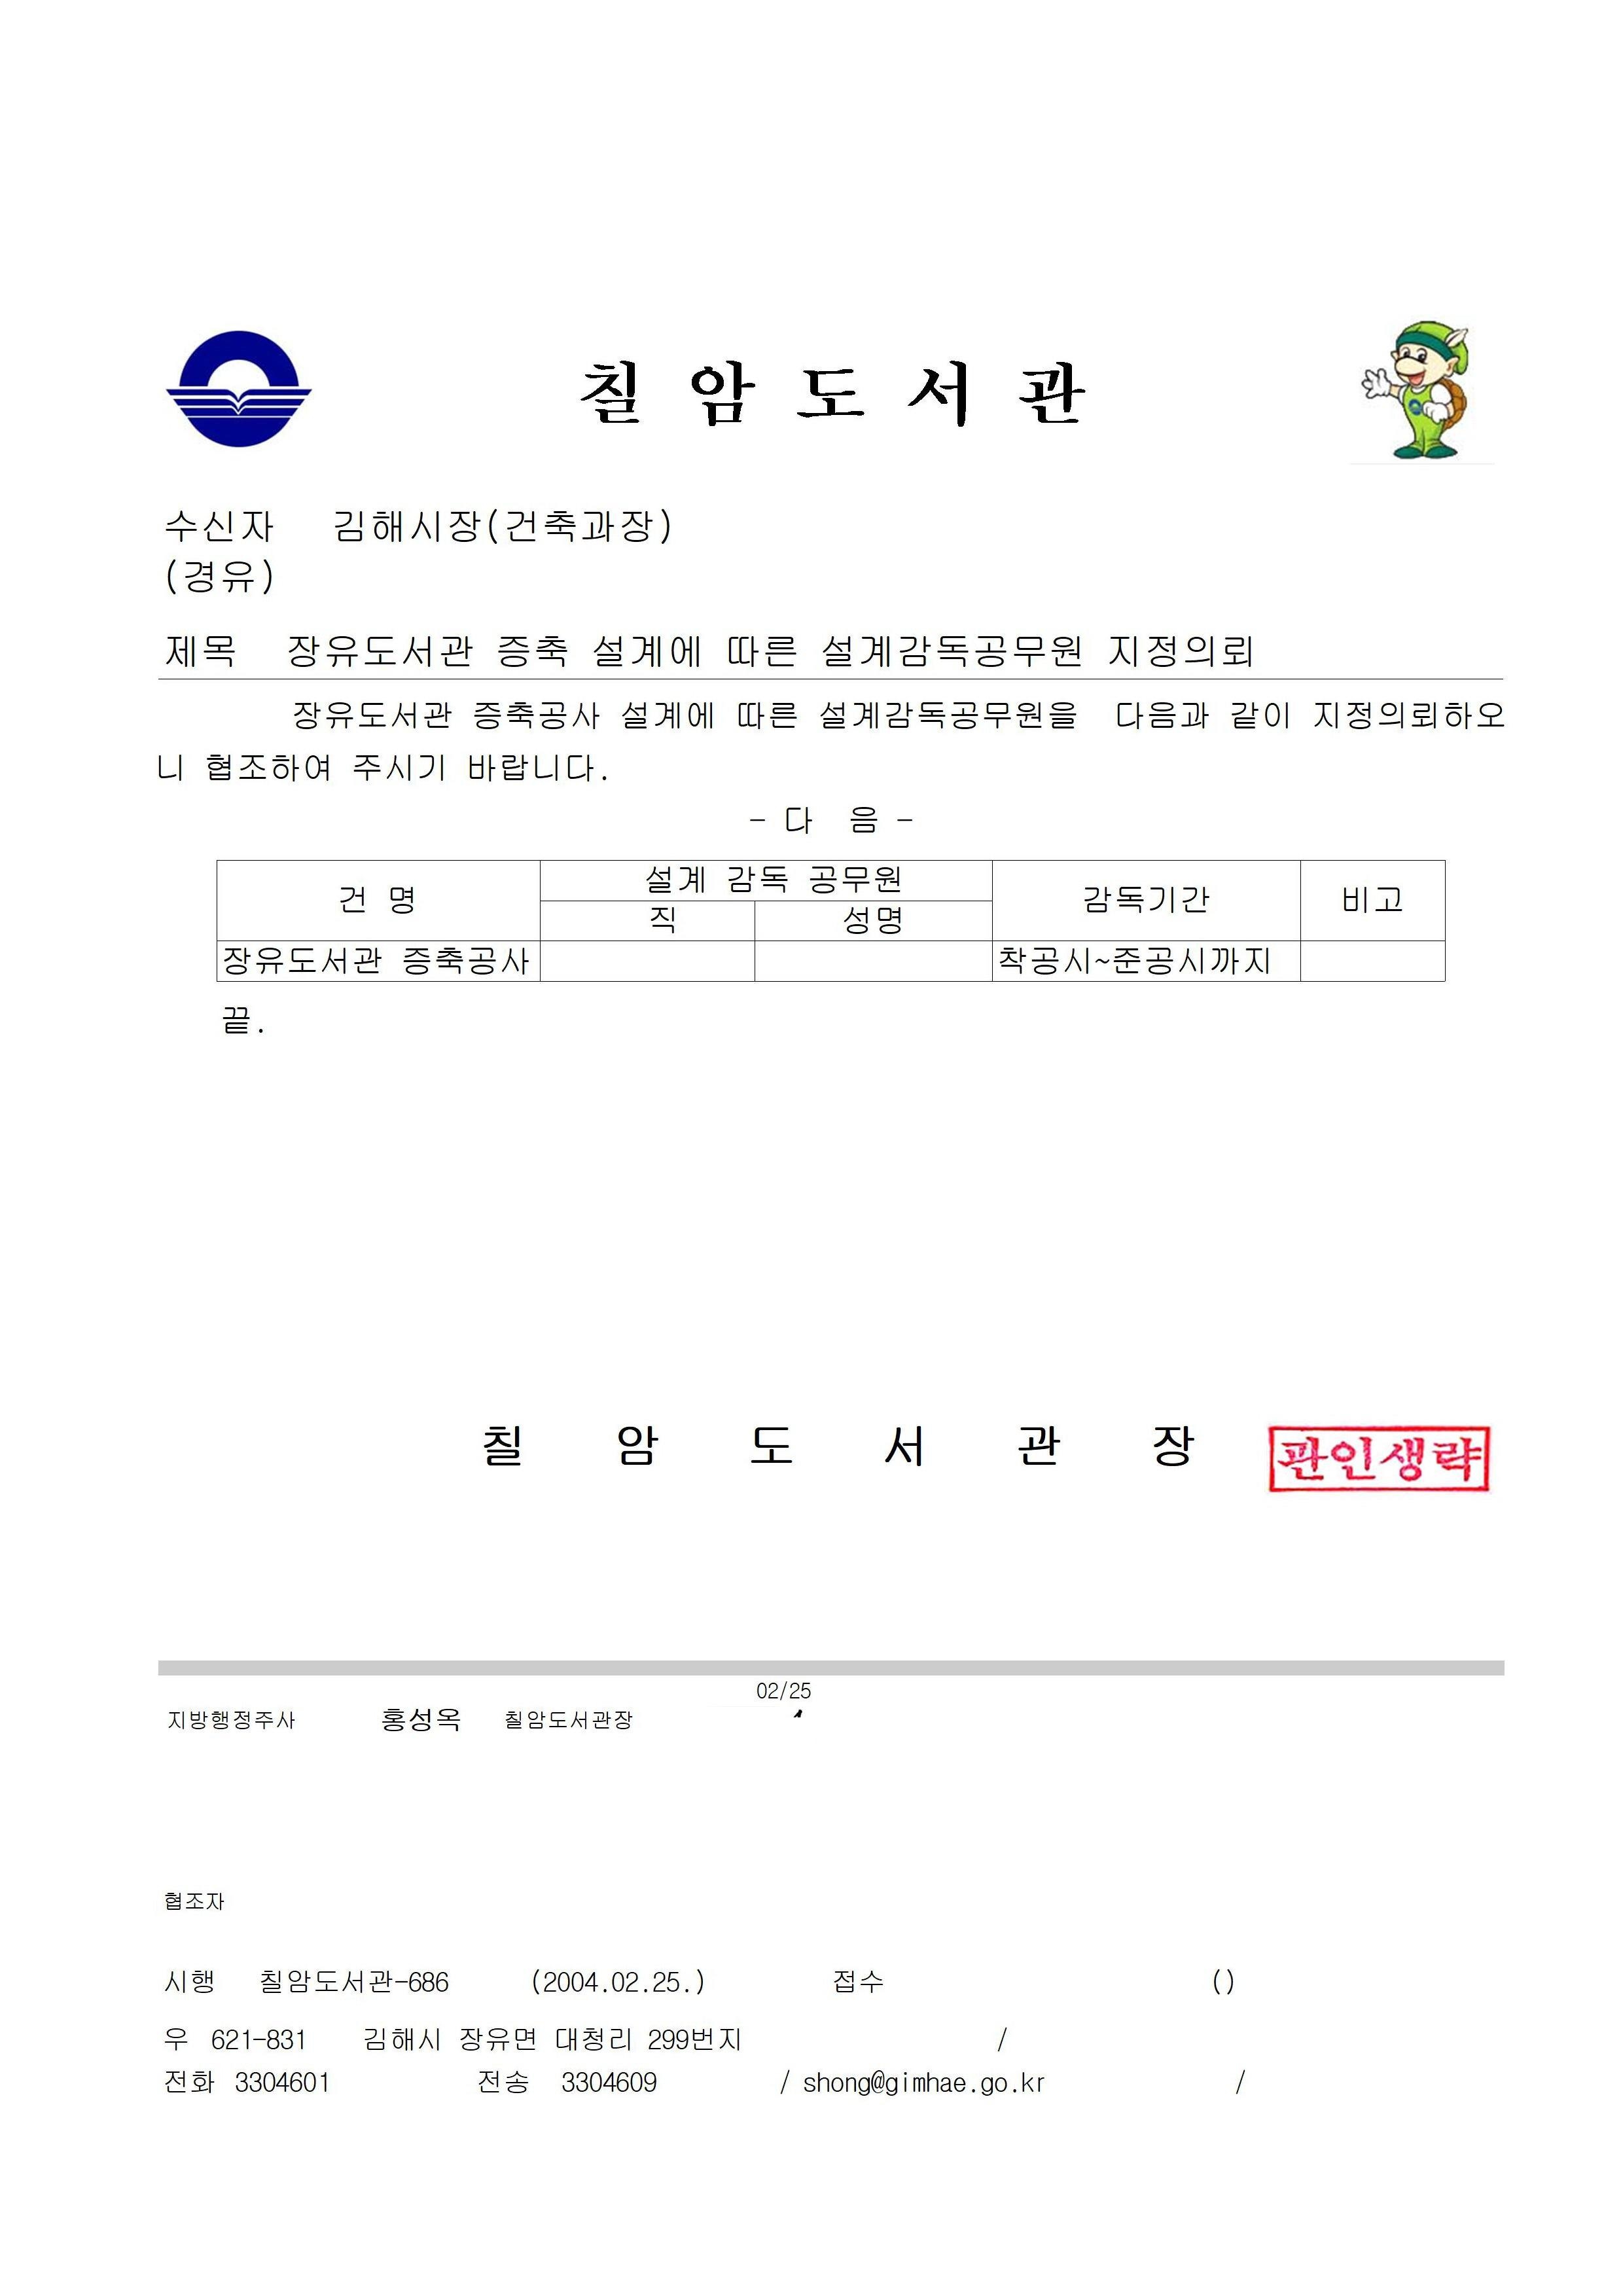 칠암도서관
수신자 김해시장(건축과장)
(경유)
제목 장유도서관 증축 설계에 따른 설계감독공무원 지정의뢰
장유도서관 증축공사 설계에 따른 설계감독공무원을 다음과 같이 지정의뢰하오
니 협조하여 주시기 바랍니다.
- 다 음 -
건 명 설계 감독 공무원 감독기간 비고
직 성명
장유도서관 증축공사 착공시~준공시까지
끝.
칠 암 도 서 관 장 관인생략
02/25
지방행정주사 홍성옥 칠암도서관장
협조자
시행 칠암도서관-686 (2004.02.25.) 접수 ()
우 621-831 김해시 장유면 대청리 299번지 /
전화 3304601 전송 3304609 / shong@gimhae.go.kr /